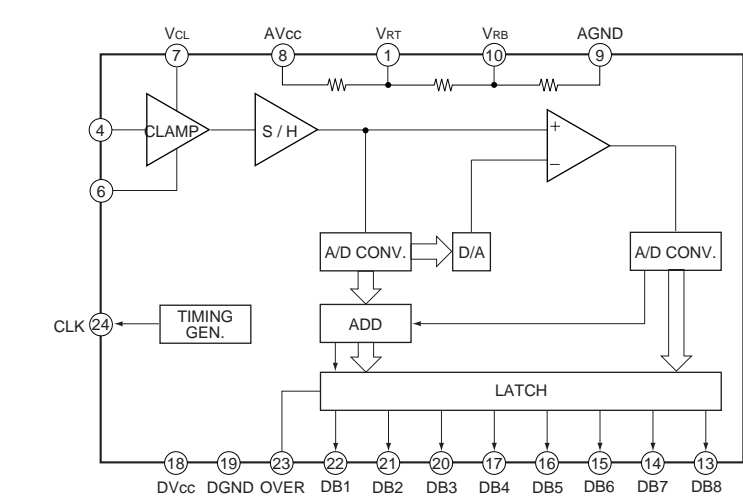 VCL AVCC VRT VRB AGND
7 8 1 10 9
4 CLAMP S / H + −
6
A/D CONV. D/A A/D CONV.
CLK 24 TIMING GEN. ADD
LATCH
18 19 23 22 21 20 17 16 15 14 13
DVCC DGND OVER DB1 DB2 DB3 DB4 DB5 DB6 DB7 DB8